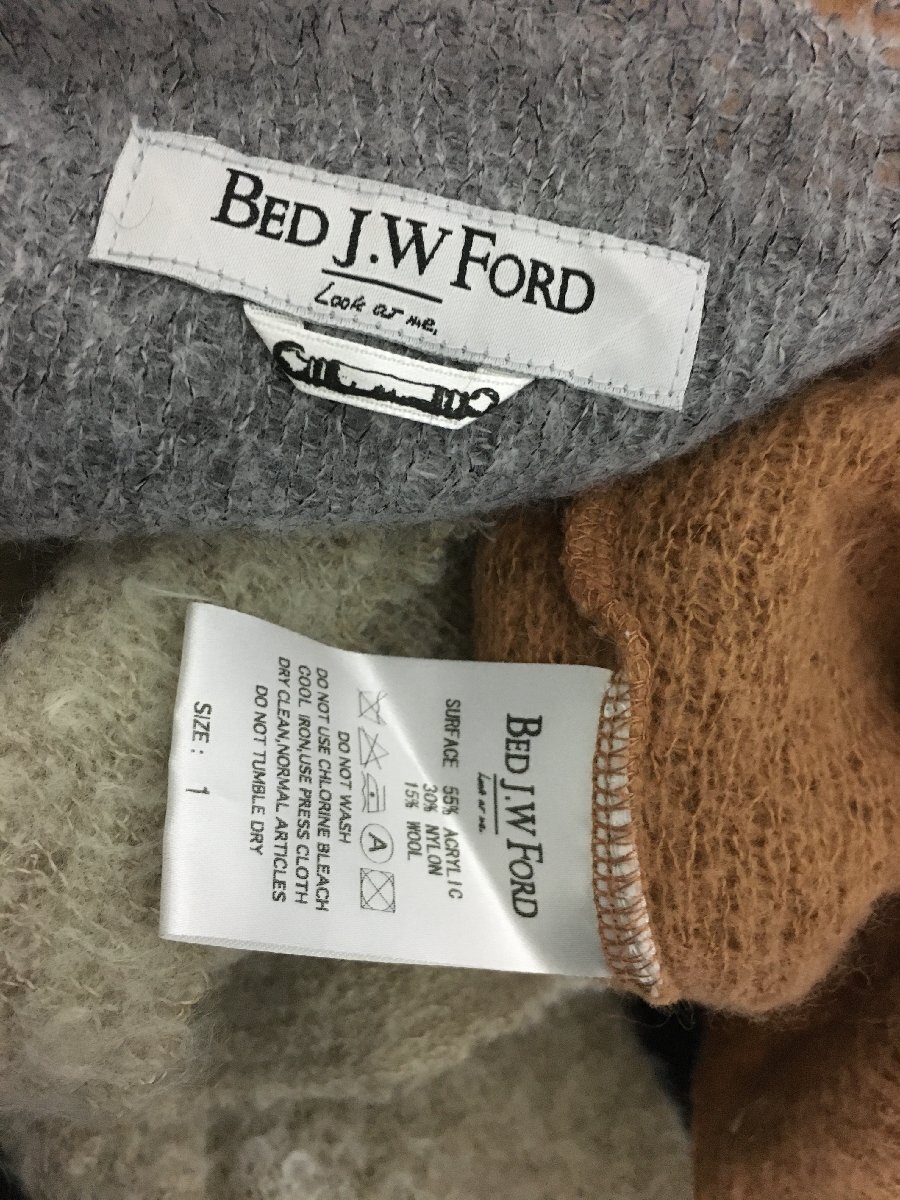 BED J.W FORD
Look at me.
BED J.W FORD
Look at me.
SURFACE 55% ACRYLIC
30% NYLON
15% WOOL
A
DO NOT WASH
DO NOT USE CHLORINE BLEACH
COOL IRON,USE PRESS CLOTH
DRY CLEAN,NORMAL ARTICLES
DO NOT TUMBLE DRY
SIZE : 1